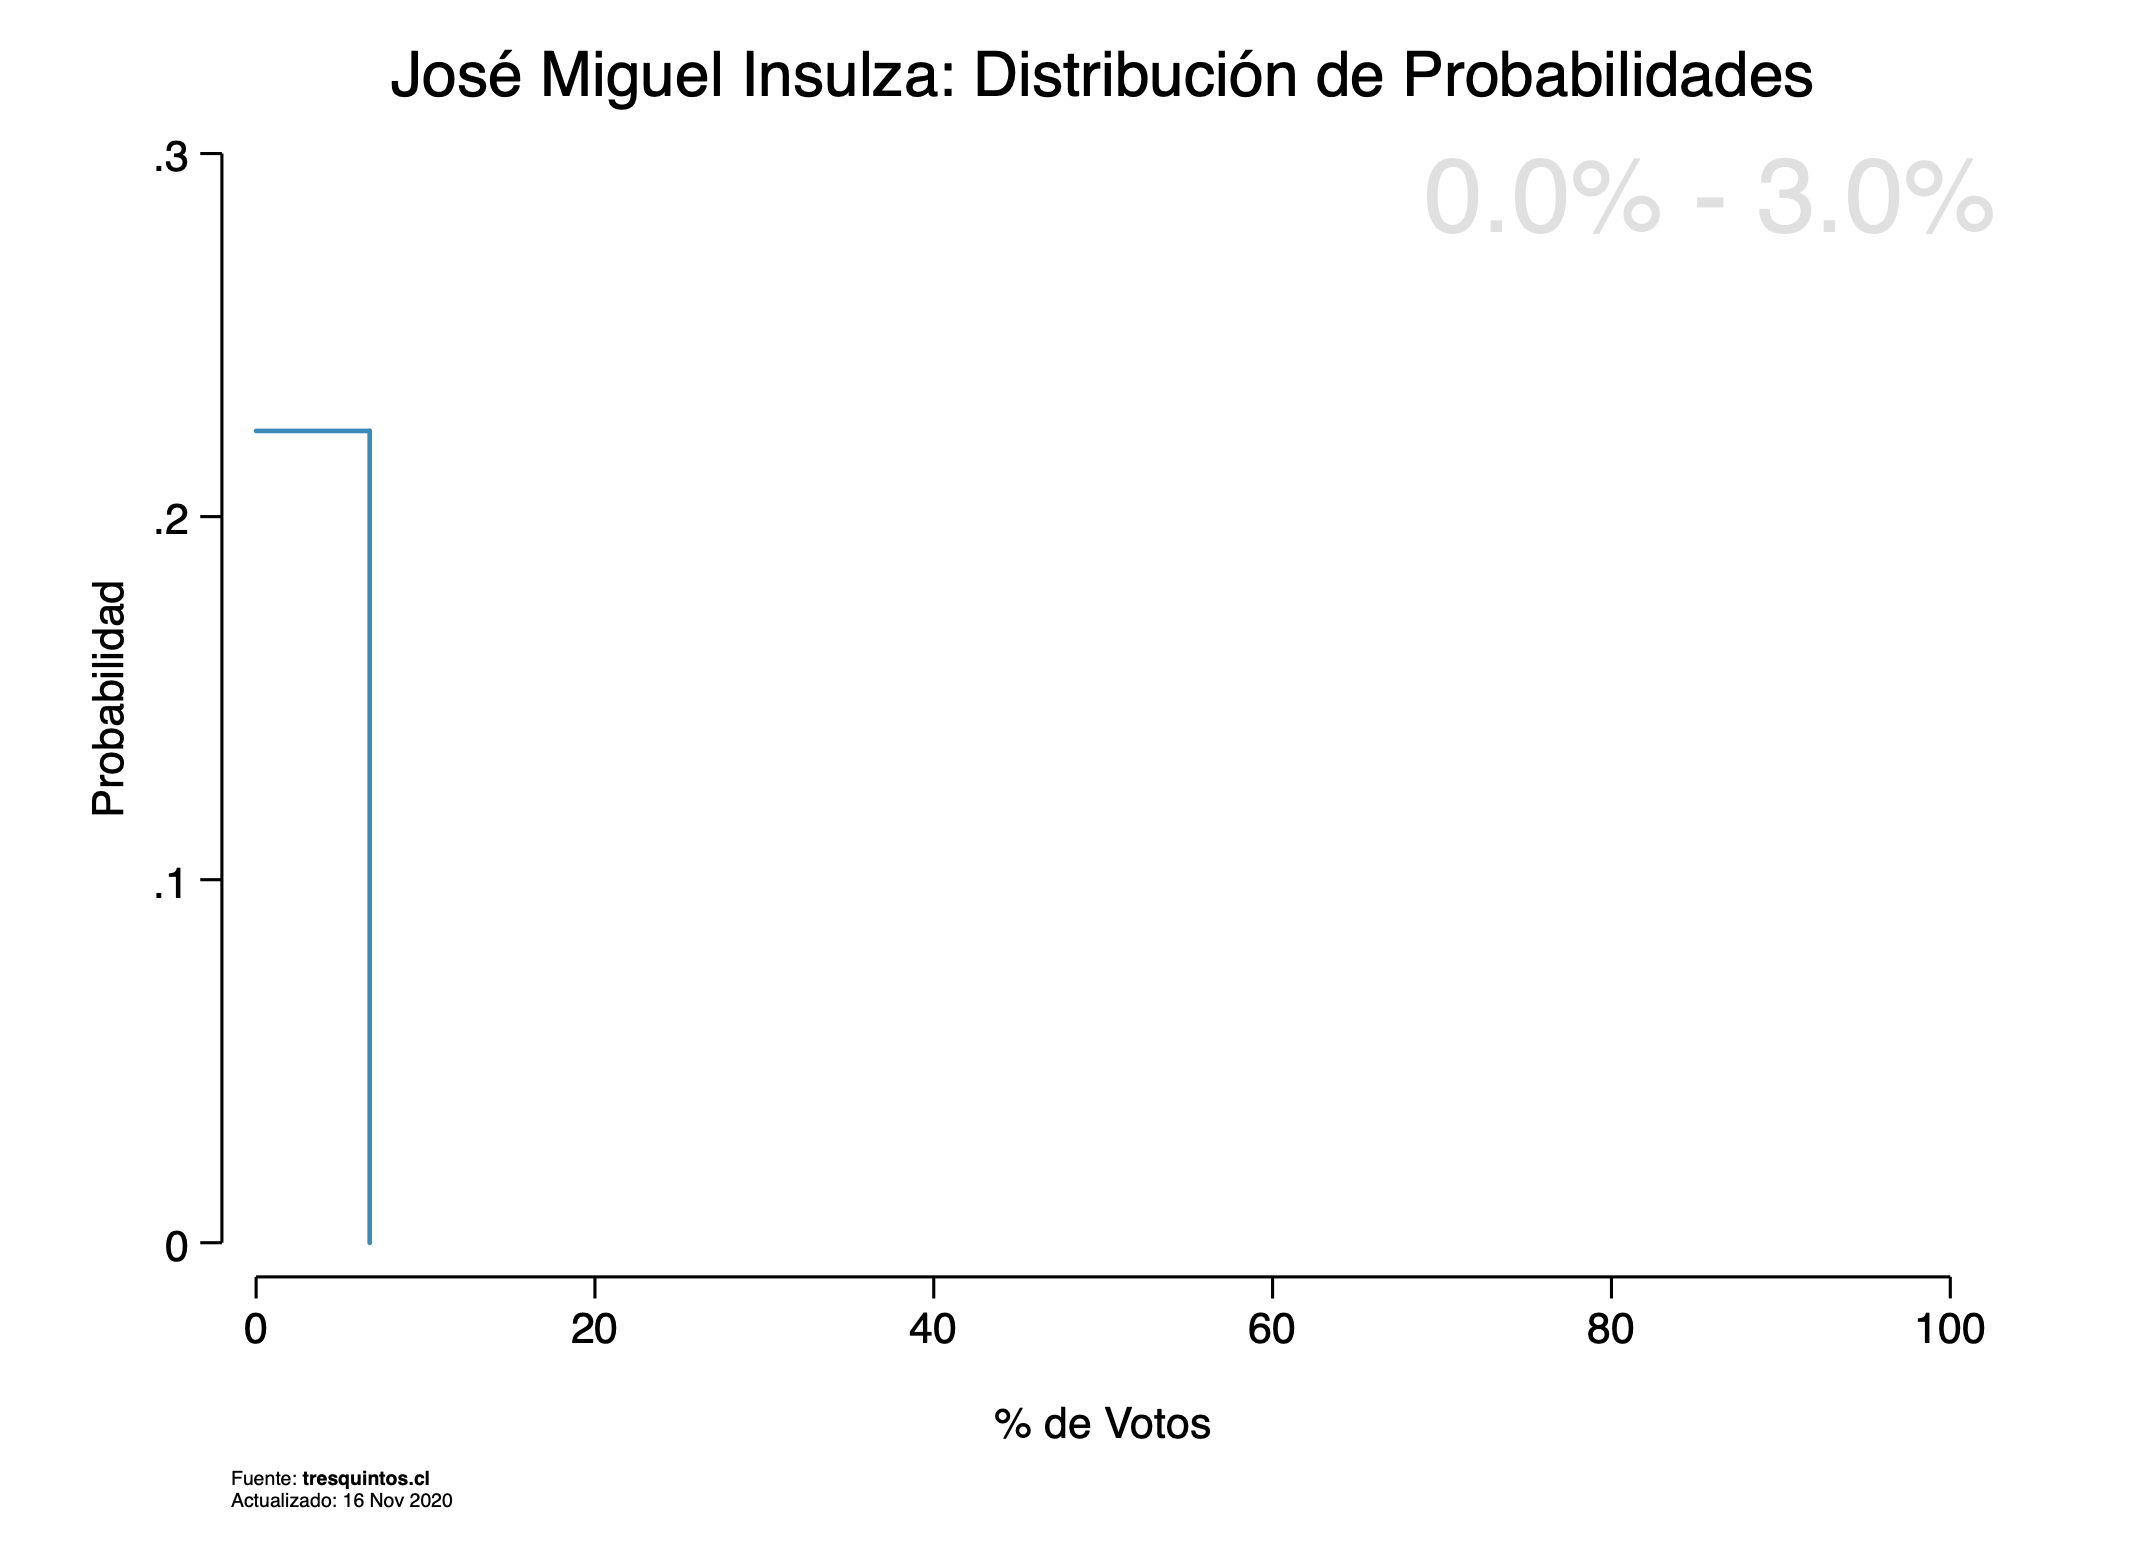 José Miguel Insulza: Distribución de Probabilidades
0.0% - 3.0%
.3
.2
.1
0
Probabilidad
0 20 40 60 80 100
% de Votos
Fuente: tresquintos.cl
Actualizado: 16 Nov 2020